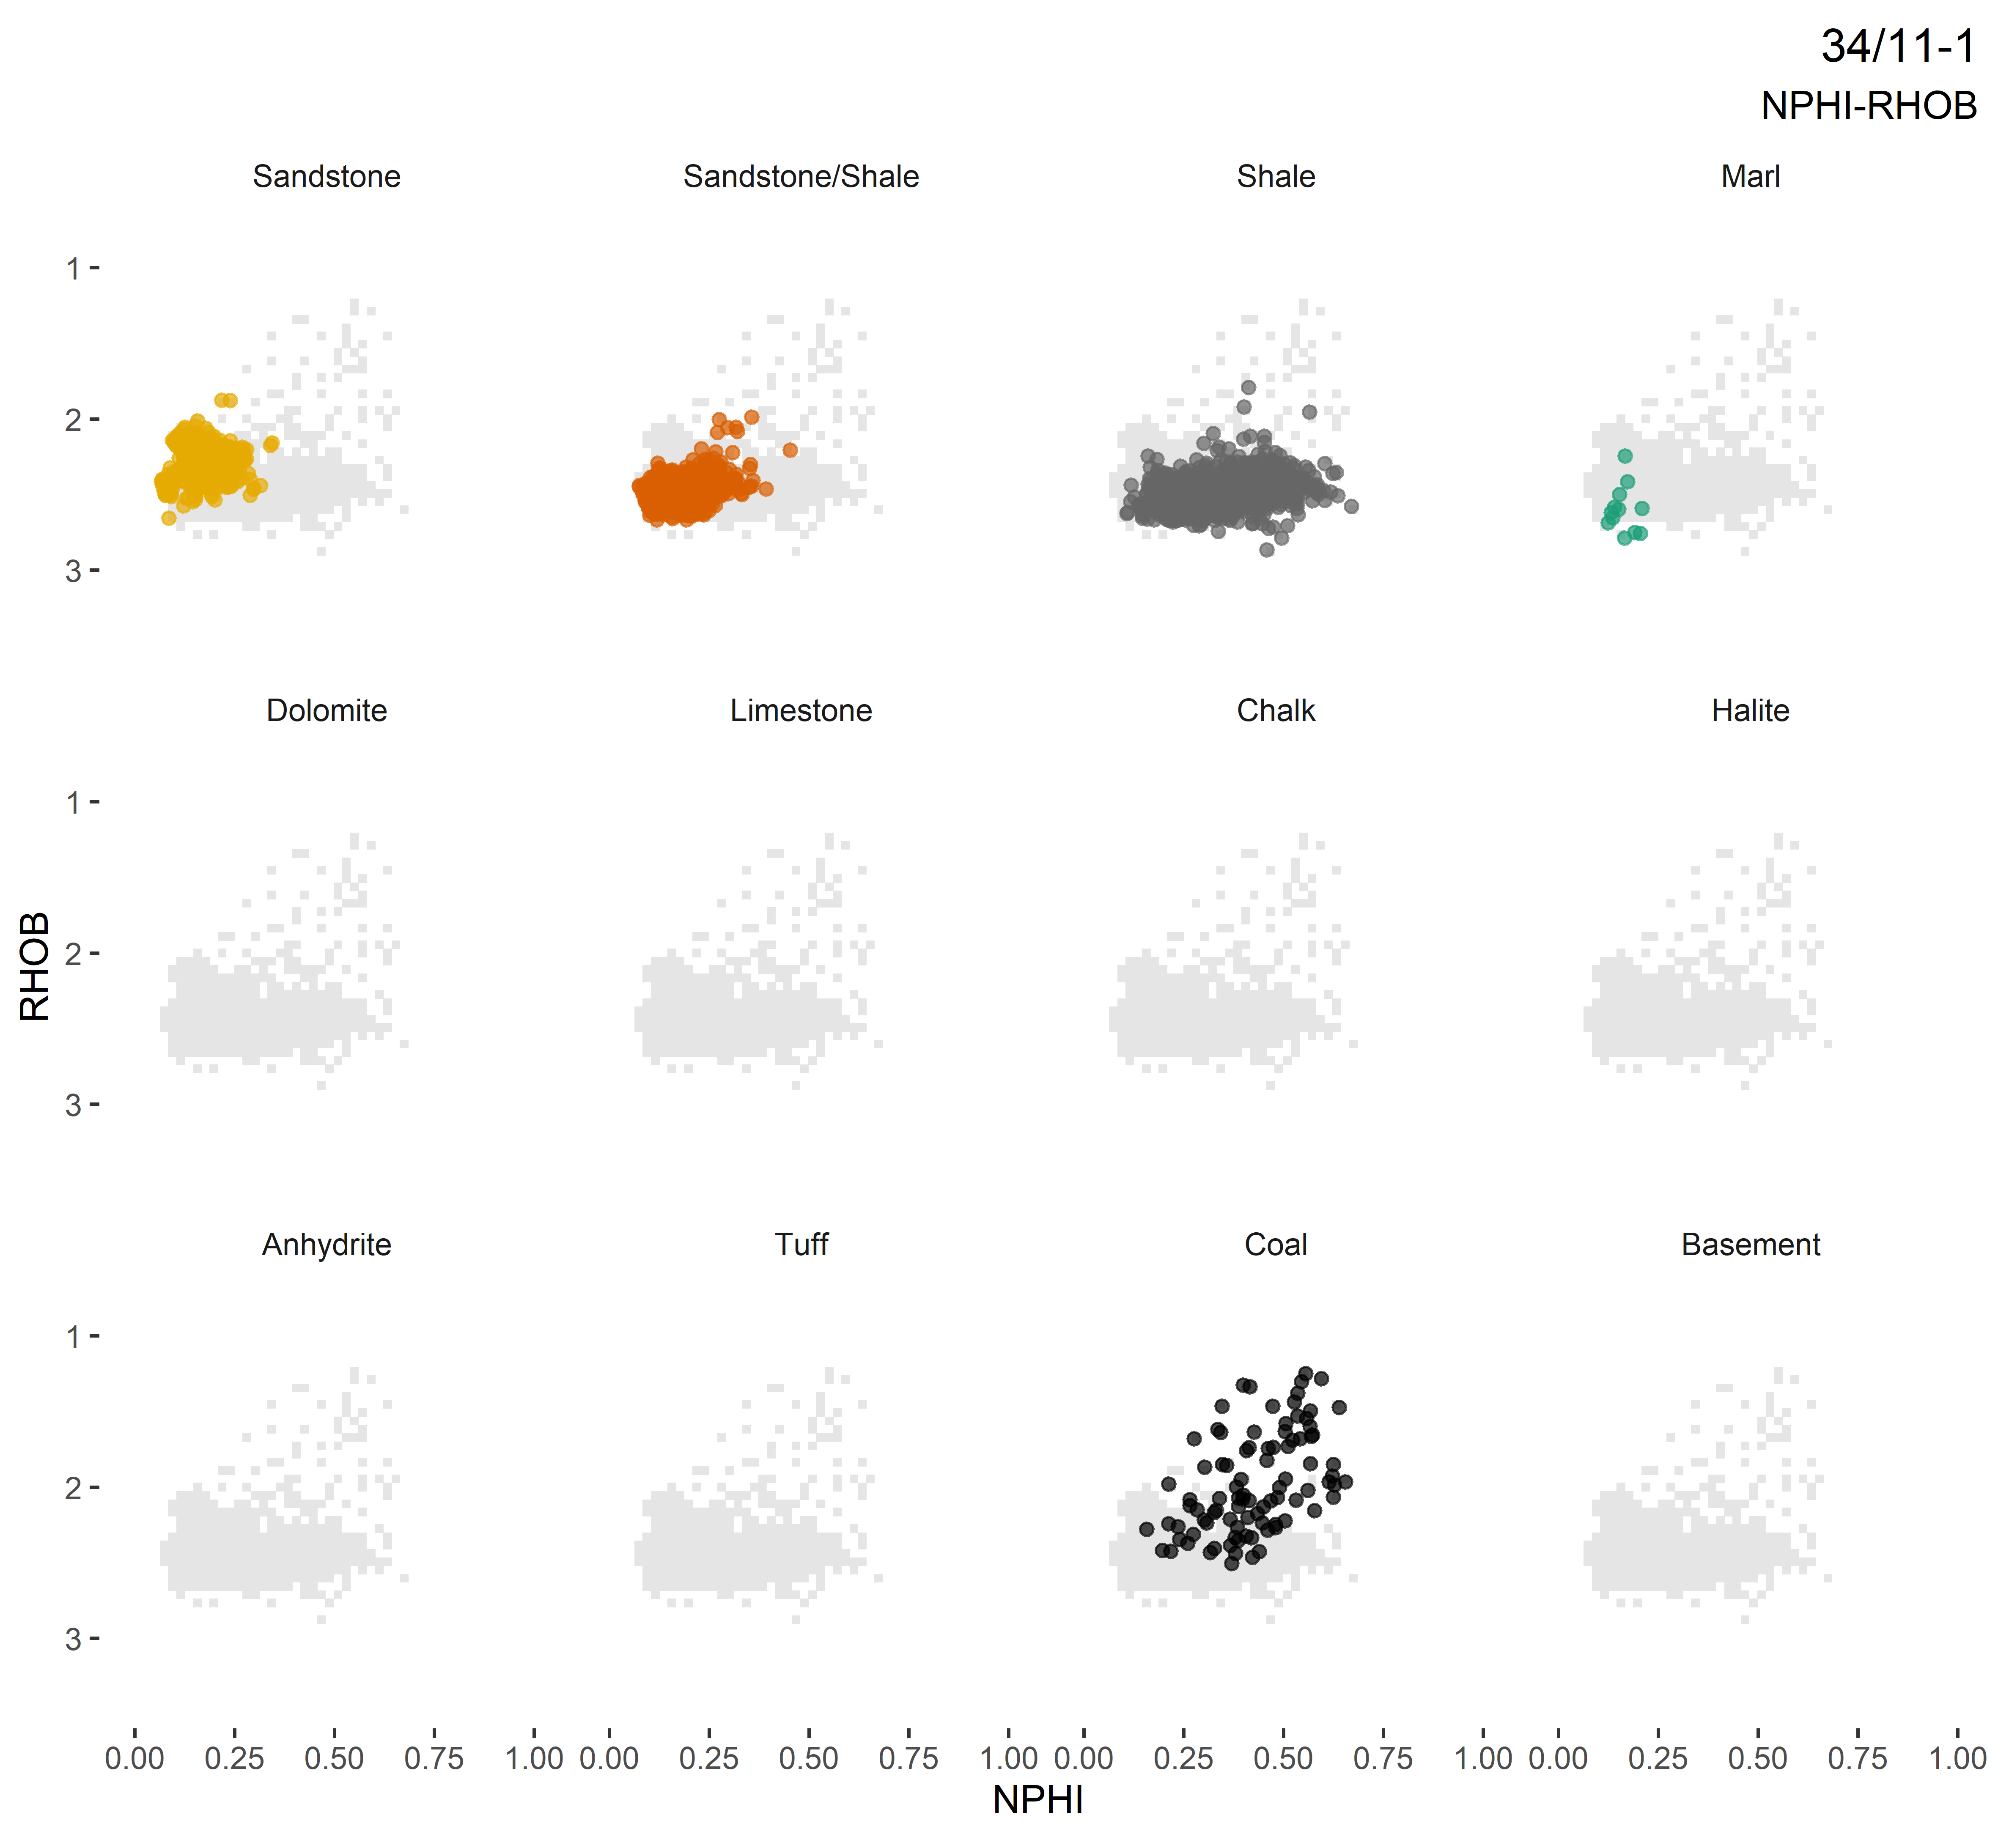 34/11-1
NPHI-RHOB
Sandstone
Sandstone/Shale
Shale
Marl
1
2
3
Dolomite
Limestone
Chalk
Halite
1
2
3
RHOB
Anhydrite
Tuff
Coal
Basement
1
2
3
0.00 0.25 0.50 0.75 1.00 0.00 0.25 0.50 0.75 1.00 0.00 0.25 0.50 0.75 1.00 0.00 0.25 0.50 0.75 1.00
NPHI